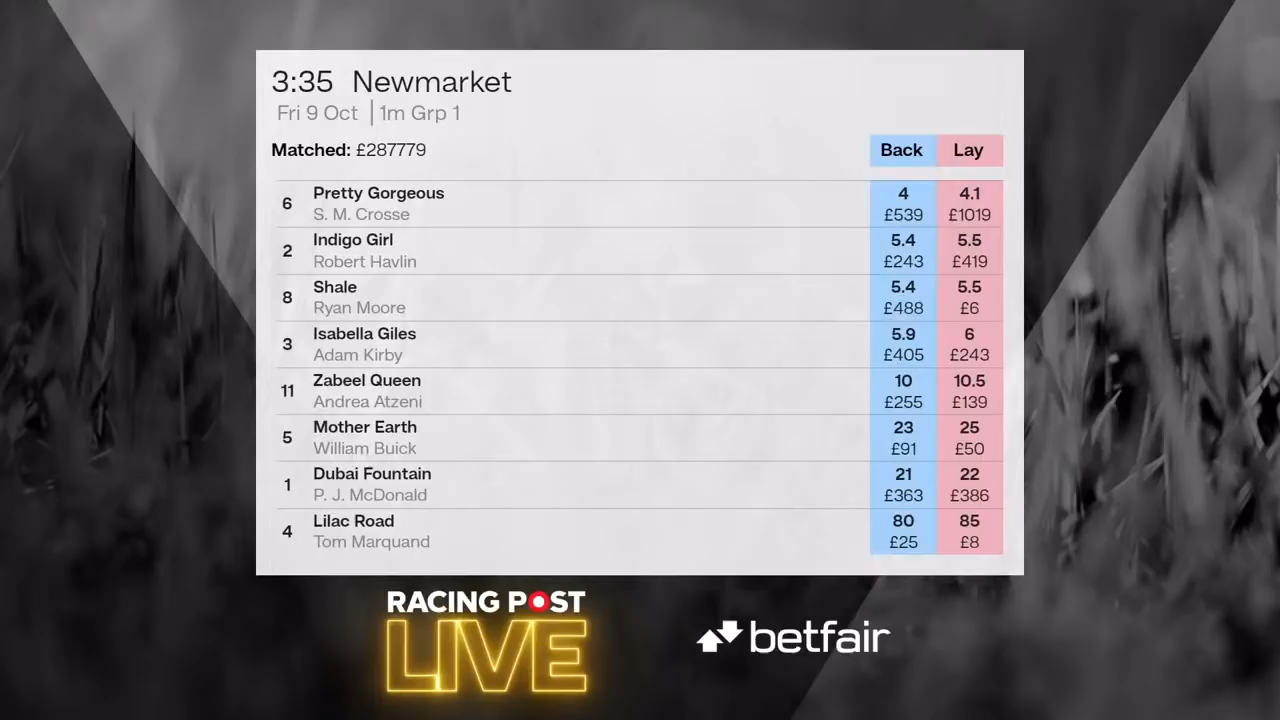 3:35 Newmarket
Fri 9 Oct | 1m Grp 1
Matched: £287779
Back Lay
6 Pretty Gorgeous 4 4.1
S. M. Crosse £539 £1019
2 Indigo Girl 5.4 5.5
Robert Havlin £243 £419
8 Shale 5.4 5.5
Ryan Moore £488 £6
3 Isabella Giles 5.9 6
Adam Kirby £405 £243
11 Zabeel Queen 10 10.5
Andrea Atzeni £255 £139
5 Mother Earth 23 25
William Buick £91 £50
1 Dubai Fountain 21 22
P. J. McDonald £363 £386
4 Lilac Road 80 85
Tom Marquand £25 £8
RACING POST
LIVE
betfair